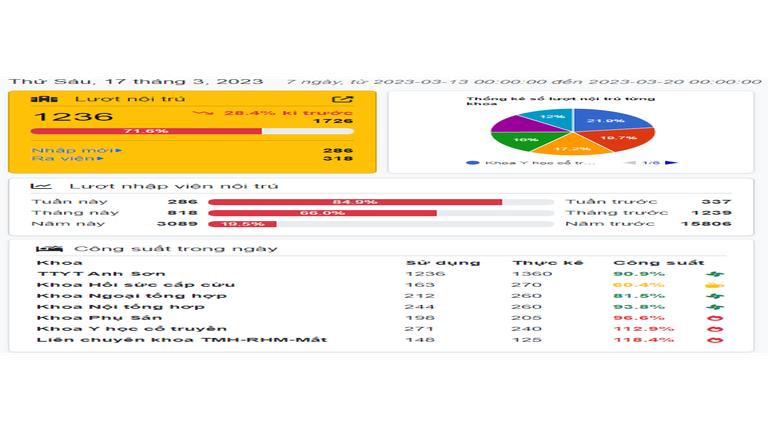 Thứ Sáu, 17 tháng 3, 2023 7 ngày, từ 2023-03-13 00:00:00 đến 2023-03-20 00:00:00
Lượt nội trú
1236
28.4% kì trước
1726
71.6%
Nhập mới 286
Ra viện 318
Thống kê số lượt nội trú từng
khoa
21.9%
19.7%
17.2%
10%
12%
Khoa Y học cổ tr... 1/6
Lượt nhập viện nội trú
Tuần này 286 84.9% Tuần trước 337
Tháng này 818 66.0% Tháng trước 1239
Năm này 3089 19.5% Năm trước 15806
Công suất trong ngày
Khoa Sử dụng Thực kê Công suất
TTYT Anh Sơn 1236 1360 90.9%
Khoa Hồi sức cấp cứu 163 270 60.4%
Khoa Ngoại tổng hợp 212 260 81.5%
Khoa Nội tổng hợp 244 260 93.8%
Khoa Phụ Sản 198 205 96.6%
Khoa Y học cổ truyền 271 240 112.9%
Liên chuyên khoa TMH-RHM-Mắt 148 125 118.4%